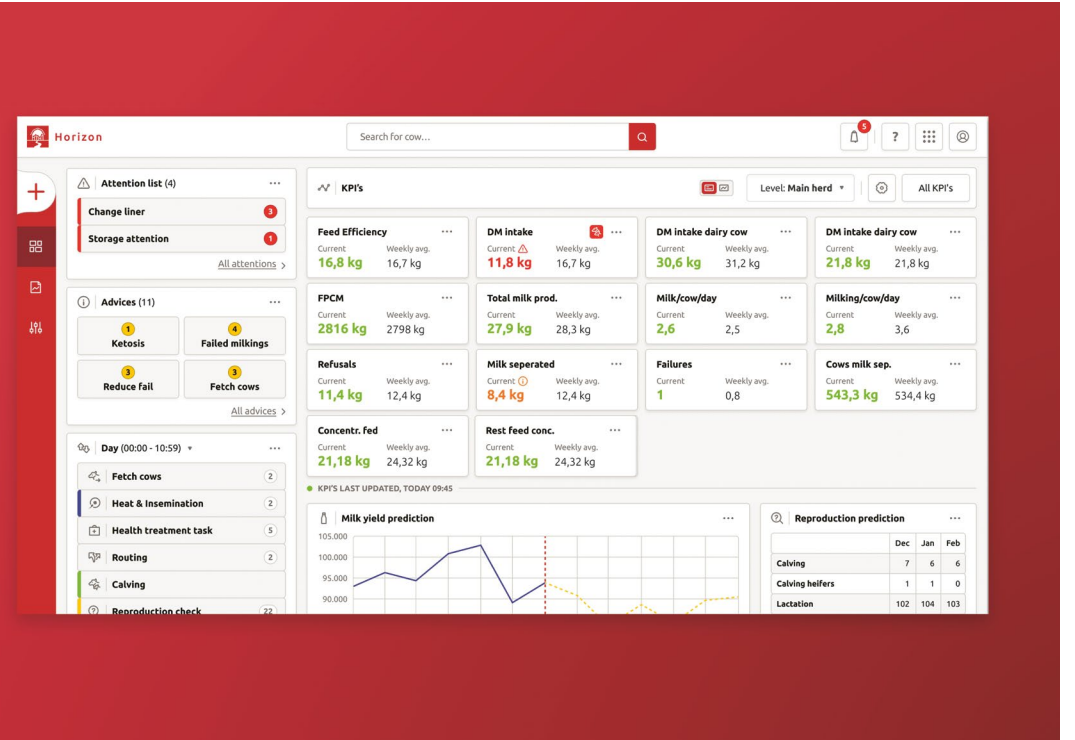 Horizon
Search for cow...
5
?
Attention list (4)
...
Change liner
3
Storage attention
1
All attentions >
Advices (11)
...
1
Ketosis
4
Failed milkings
3
Reduce fail
3
Fetch cows
All advices >
Day (00:00 - 10:59)
...
Fetch cows
2
Heat & Insemination
2
Health treatment task
5
Routing
2
Calving
Reproduction check
22
KPI's
Level: Main herd
All KPI's
Feed Efficiency ...
Current Weekly avg.
16,8 kg 16,7 kg
DM intake ...
Current Weekly avg.
11,8 kg 16,7 kg
DM intake dairy cow ...
Current Weekly avg.
30,6 kg 31,2 kg
DM intake dairy cow ...
Current Weekly avg.
21,8 kg 21,8 kg
FPCM ...
Current Weekly avg.
2816 kg 2798 kg
Total milk prod. ...
Current Weekly avg.
27,9 kg 28,3 kg
Milk/cow/day ...
Current Weekly avg.
2,6 2,5
Milking/cow/day ...
Current Weekly avg.
2,8 3,6
Refusals ...
Current Weekly avg.
11,4 kg 12,4 kg
Milk seperated ...
Current Weekly avg.
8,4 kg 12,4 kg
Failures ...
Current Weekly avg.
1 0,8
Cows milk sep. ...
Current Weekly avg.
543,3 kg 534,4 kg
Concentr. fed ...
Current Weekly avg.
21,18 kg 24,32 kg
Rest feed conc. ...
Current Weekly avg.
21,18 kg 24,32 kg
KPI'S LAST UPDATED, TODAY 09:45
Milk yield prediction ...
105.000
100.000
95.000
90.000
Reproduction prediction ...
Dec Jan Feb
Calving 7 6 6
Calving heifers 1 1 0
Lactation 102 104 103